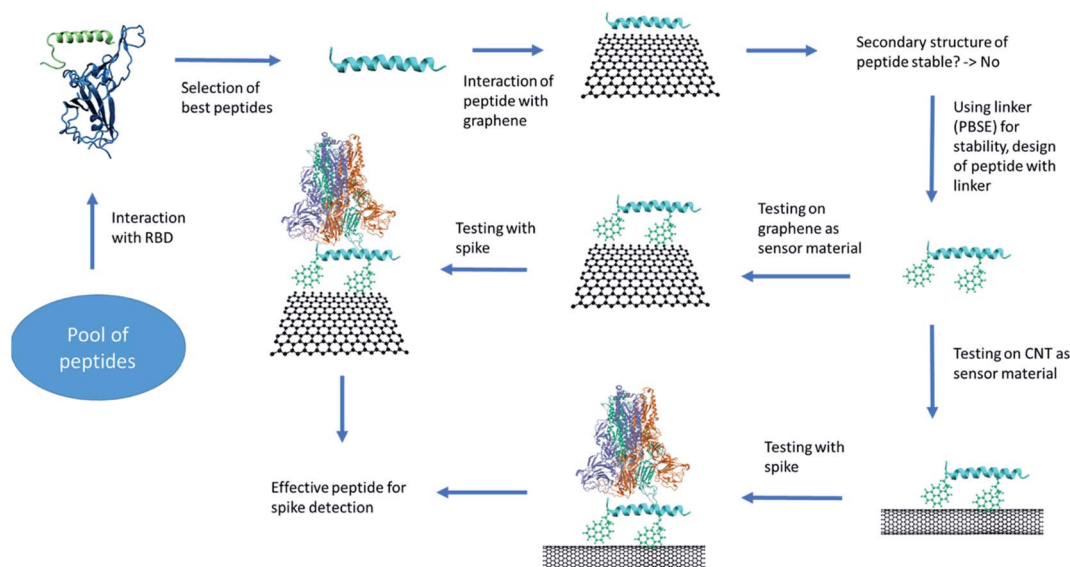 Pool of
peptides
Interaction
with RBD
Selection of
best peptides
Interaction of
peptide with
graphene
Secondary structure of
peptide stable? -> No
Using linker
(PBSE) for
stability, design
of peptide with
linker
Testing on
graphene as
sensor material
Testing with
spike
Testing on CNT as
sensor material
Testing with
spike
Effective peptide for
spike detection